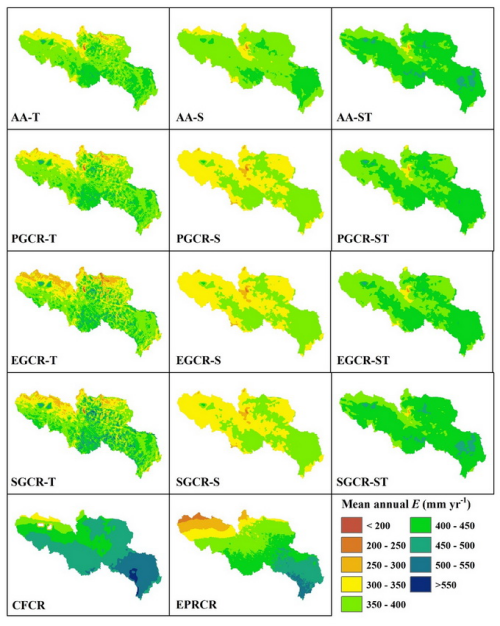 AA-T
AA-S
AA-ST
PGCR-T
PGCR-S
PGCR-ST
EGCR-T
EGCR-S
EGCR-ST
SGCR-T
SGCR-S
SGCR-ST
CFCR
EPRCR
Mean annual E (mm yr⁻¹)
< 200
200 - 250
250 - 300
300 - 350
350 - 400
400 - 450
450 - 500
500 - 550
>550